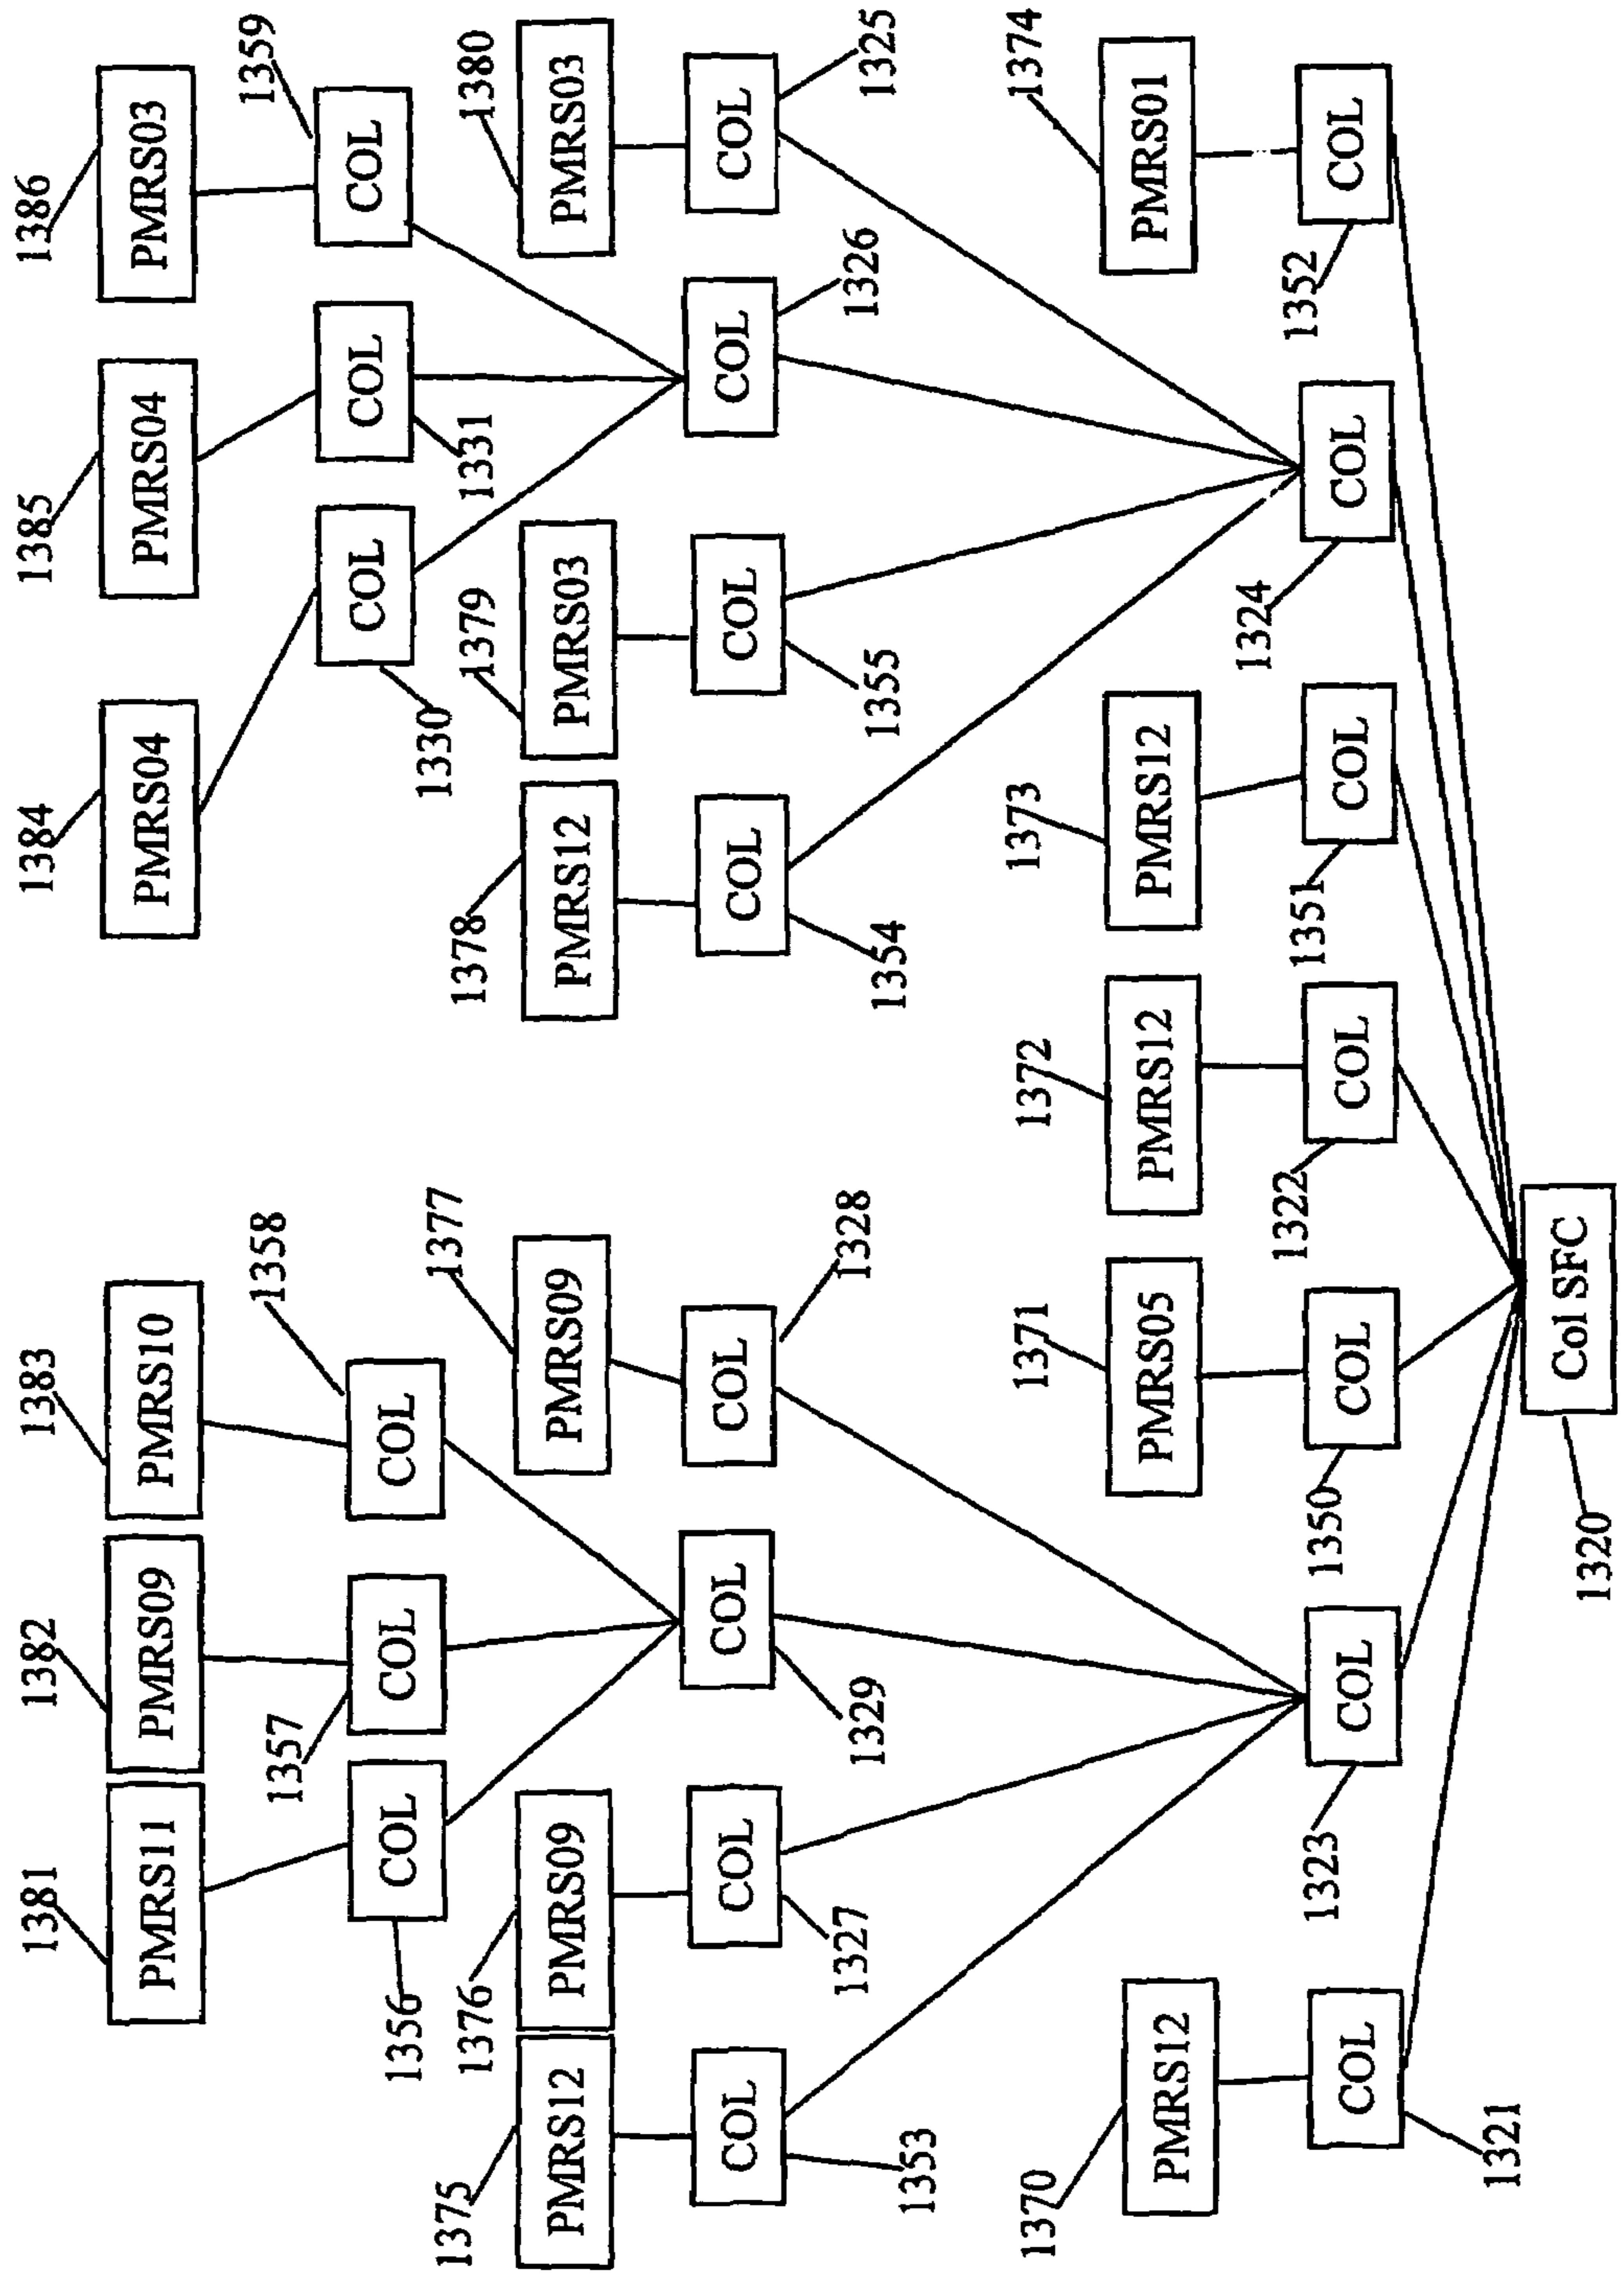 1381 1382 1383 1384 1385 1386
PMRS11 PMRS09 PMRS10 PMRS04 PMRS04 PMRS03
1357 1358 1359
COL COL COL COL COL COL
1356 1330 1331
1375 1376 1377 1378 1379 1380
PMRS12 PMRS09 PMRS09 PMRS12 PMRS03 PMRS03
COL COL COL COL COL COL COL COL
1353 1327 1329 1328 1354 1355 1326 1325
1370 1371 1372 1373 1374
PMRS12 PMRS05 PMRS12 PMRS12 PMRS01
1323 1350 1322 1351 1324 1352
COL COL COL COL COL COL COL
1321
1320 Col SFC